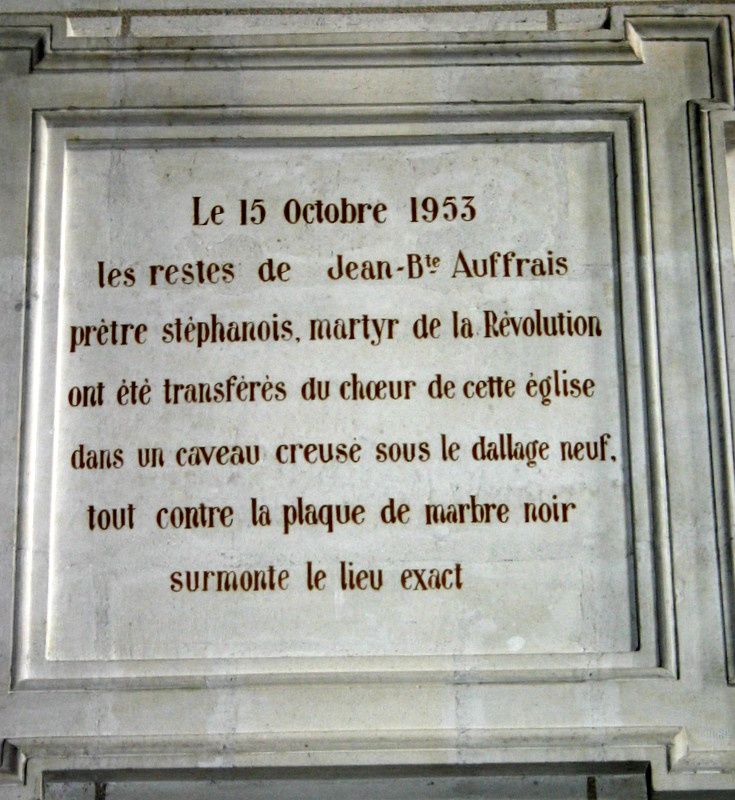 Le 15 Octobre 1953
les restes de Jean-Bte Auffrais
prêtre stéphanois, martyr de la Révolution
ont été transférés du chœur de cette église
dans un caveau creusé sous le dallage neuf,
tout contre la plaque de marbre noir
surmonte le lieu exact